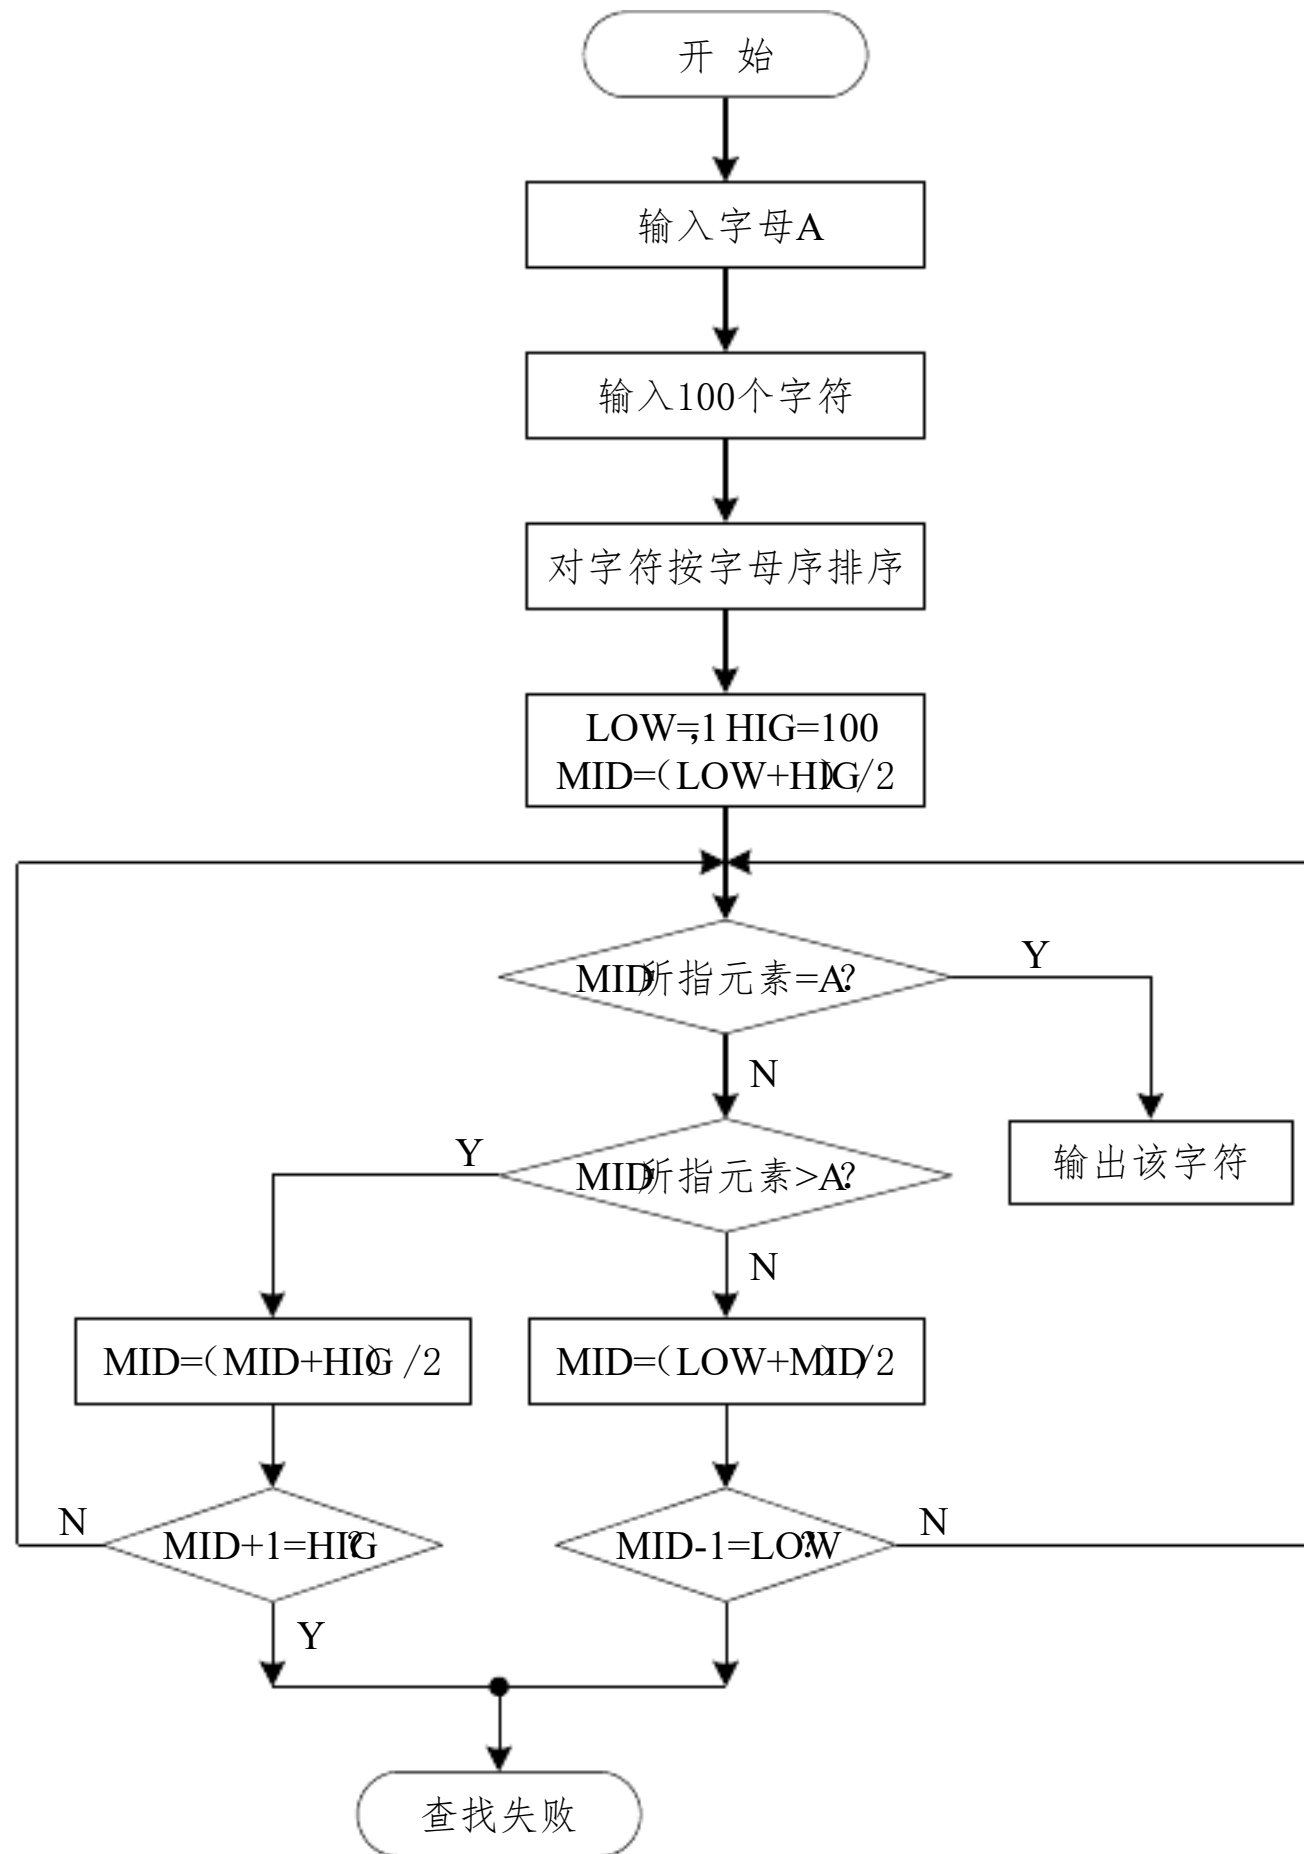 开 始
输入字母A
输入100个字符
对字符按字母序排序
LOW=1, HIG=100
MID=（LOW+HIG）/2
MID所指元素=A?
Y
N
MID所指元素>A?
Y
输出该字符
N
MID=（MID+HIG）/2
MID=（LOW+MID）/2
MID+1=HIG?
N
MID-1=LOW?
N
Y
查找失败